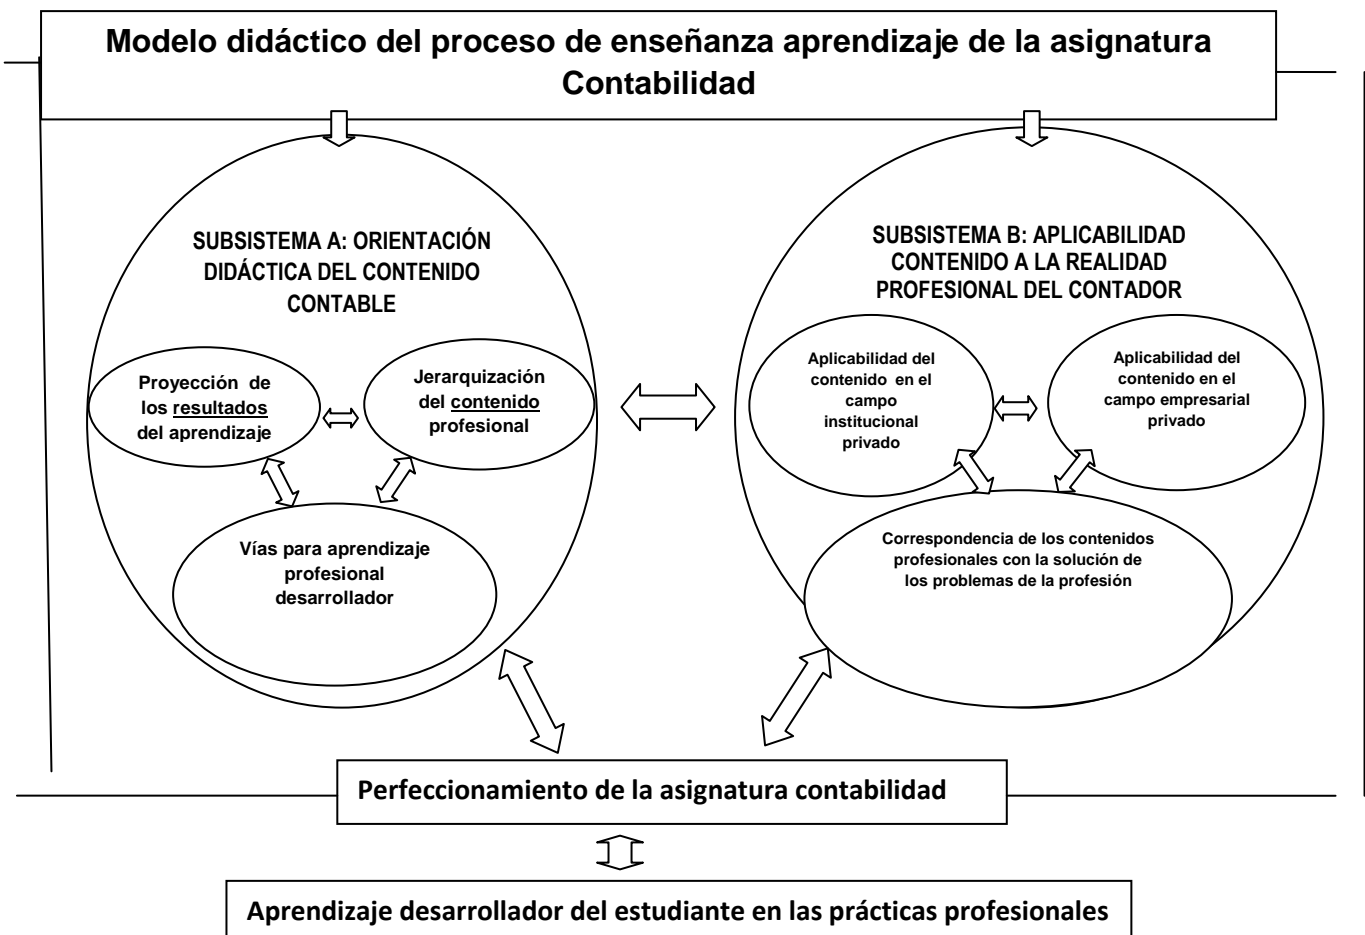 Modelo didáctico del proceso de enseñanza aprendizaje de la asignatura
Contabilidad
SUBSISTEMA A: ORIENTACIÓN
DIDÁCTICA DEL CONTENIDO
CONTABLE
Proyección de
los resultados
del aprendizaje
Jerarquización
del contenido
profesional
Vías para aprendizaje
profesional
desarrollador
SUBSISTEMA B: APLICABILIDAD
CONTENIDO A LA REALIDAD
PROFESIONAL DEL CONTADOR
Aplicabilidad del
contenido en el
campo
institucional
privado
Aplicabilidad del
contenido en el
campo empresarial
privado
Correspondencia de los contenidos
profesionales con la solución de
los problemas de la profesión
Perfeccionamiento de la asignatura contabilidad
Aprendizaje desarrollador del estudiante en las prácticas profesionales